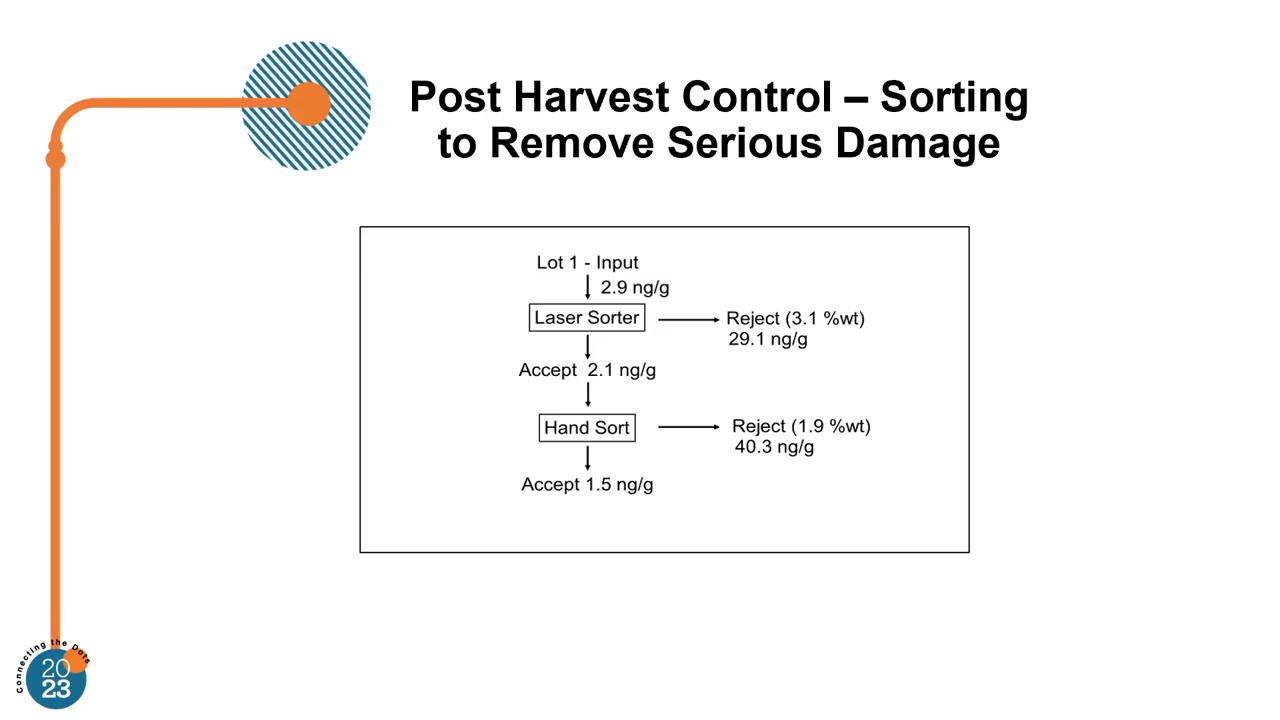 Post Harvest Control – Sorting
to Remove Serious Damage
Lot 1 - Input
2.9 ng/g
Laser Sorter
Reject (3.1 %wt)
29.1 ng/g
Accept 2.1 ng/g
Hand Sort
Reject (1.9 %wt)
40.3 ng/g
Accept 1.5 ng/g
Connecting the Dots
20
23